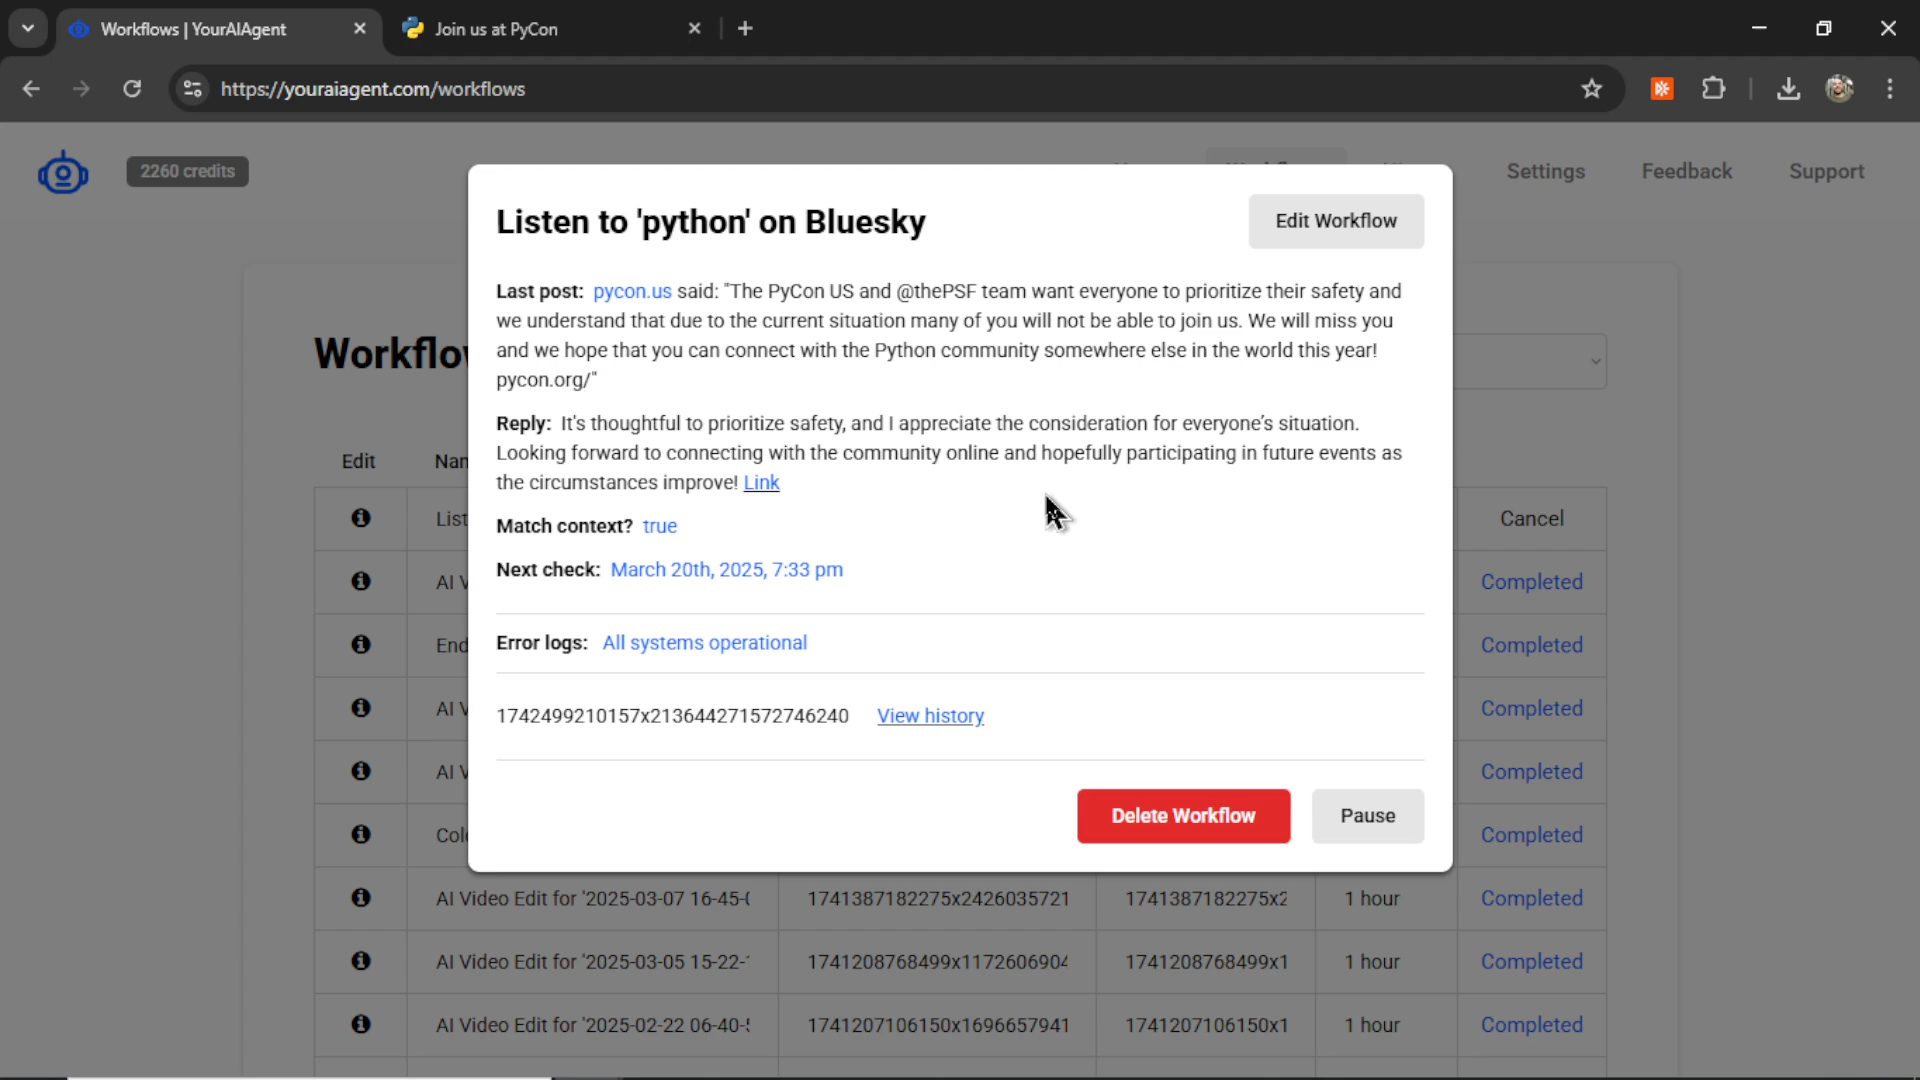 Workflows | YourAIAgent
Join us at PyCon
https://youraiagent.com/workflows
2260 credits
Settings
Feedback
Support
Listen to 'python' on Bluesky
Edit Workflow
Last post: pycon.us said: "The PyCon US and @thePSF team want everyone to prioritize their safety and
we understand that due to the current situation many of you will not be able to join us. We will miss you
and we hope that you can connect with the Python community somewhere else in the world this year!
pycon.org/"
Reply: It's thoughtful to prioritize safety, and I appreciate the consideration for everyone's situation.
Looking forward to connecting with the community online and hopefully participating in future events as
the circumstances improve! Link
Match context? true
Next check: March 20th, 2025, 7:33 pm
Error logs: All systems operational
1742499210157x213644271572746240 View history
Delete Workflow
Pause
Workflo
Edit
Nan
List
Cancel
AI V
Completed
End
Completed
AI V
Completed
AI V
Completed
Col
Completed
AI Video Edit for '2025-03-07 16-45-( 1741387182275x2426035721 1741387182275x2 1 hour Completed
AI Video Edit for '2025-03-05 15-22- 1741208768499x1172606904 1741208768499x1 1 hour Completed
AI Video Edit for '2025-02-22 06-40- 1741207106150x1696657941 1741207106150x1 1 hour Completed